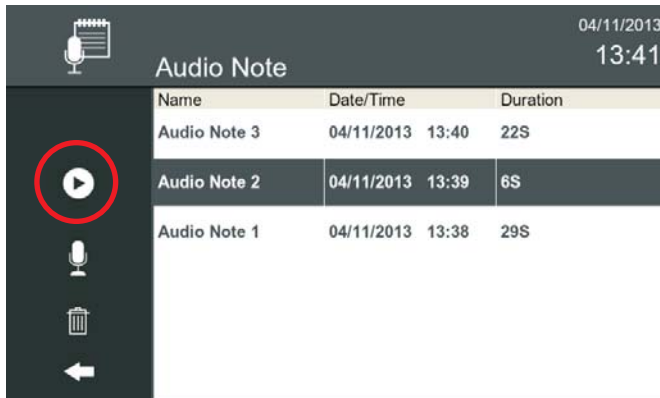 04/11/2013
13:41
Audio Note
Name Date/Time Duration
Audio Note 3 04/11/2013 13:40 22S
Audio Note 2 04/11/2013 13:39 6S
Audio Note 1 04/11/2013 13:38 29S